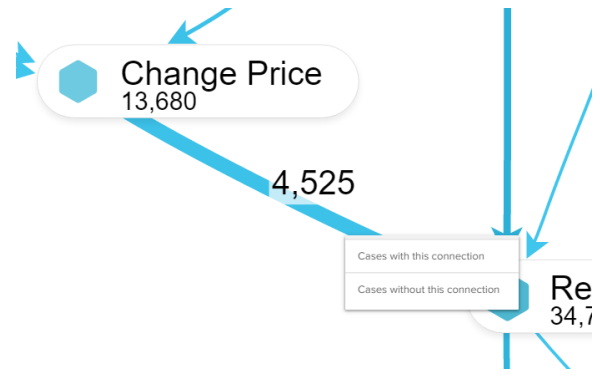 Change Price
13,680
4,525
Cases with this connection
Cases without this connection
Re
34,7